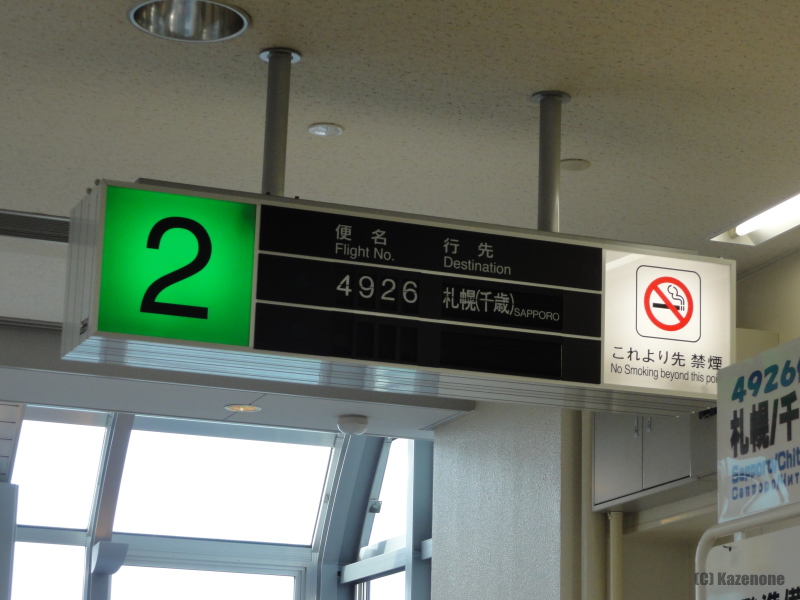 2
便名
Flight No.
行先
Destination
4926
札幌(千歳)SAPPORO
これより先 禁煙
No Smoking beyond this
4926
札幌/千
Sapporo/Chit
Саппоро/
(C) Kazenone